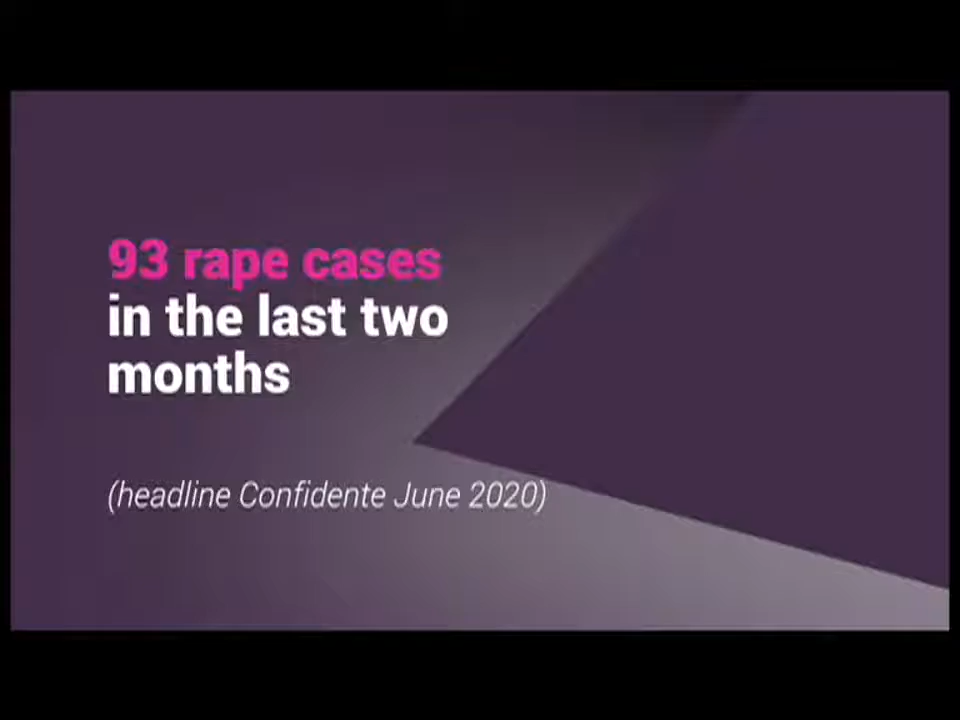 93 rape cases
in the last two
months
(headline Confidente June 2020)